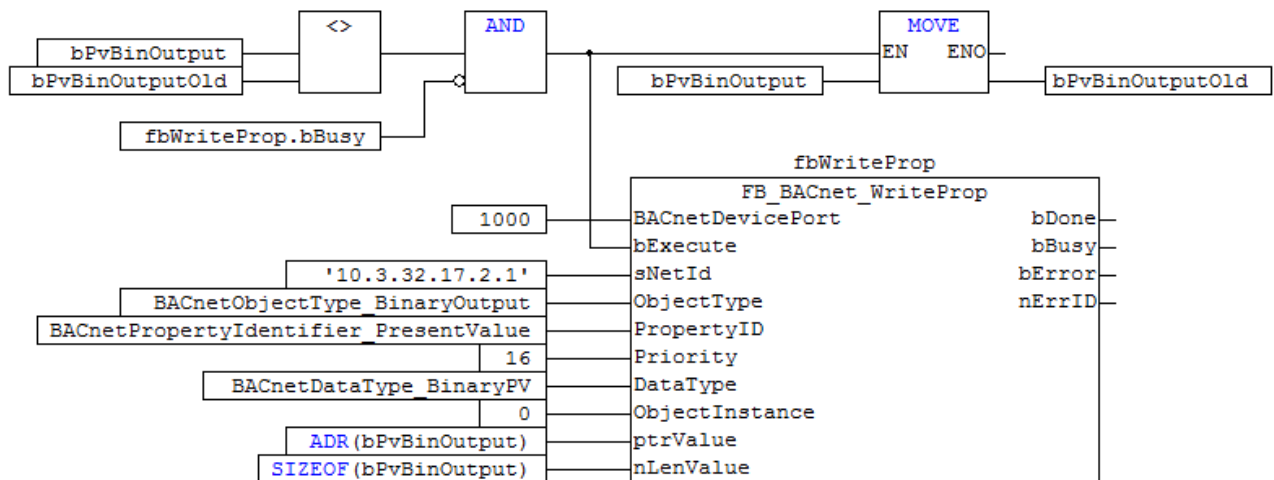 <> AND MOVE
bPvBinOutput EN ENO
bPvBinOutputOld bPvBinOutput bPvBinOutputOld
fbWriteProp.bBusy
fbWriteProp
FB_BACnet_WriteProp
1000 BACnetDevicePort bDone
bExecute bBusy
'10.3.32.17.2.1' sNetId bError
BACnetObjectType_BinaryOutput ObjectType nErrID
BACnetPropertyIdentifier_PresentValue PropertyID
16 Priority
BACnetDataType_BinaryPV DataType
0 ObjectInstance
ADR(bPvBinOutput) ptrValue
SIZEOF(bPvBinOutput) nLenValue